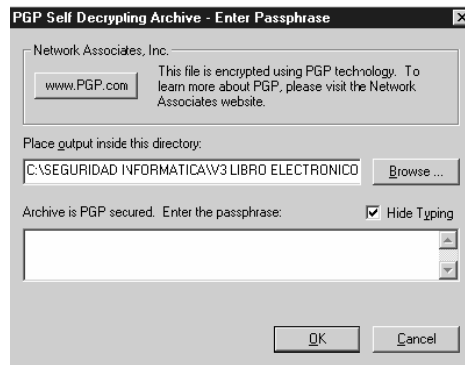 PGP Self Decrypting Archive - Enter Passphrase
Network Associates, Inc.
www.PGP.com
This file is encrypted using PGP technology. To
learn more about PGP, please visit the Network
Associates website.
Place output inside this directory:
C:\SEGURIDAD INFORMATICA\V3 LIBRO ELECTRONICO
Browse ...
Archive is PGP secured. Enter the passphrase:
Hide Typing
OK
Cancel